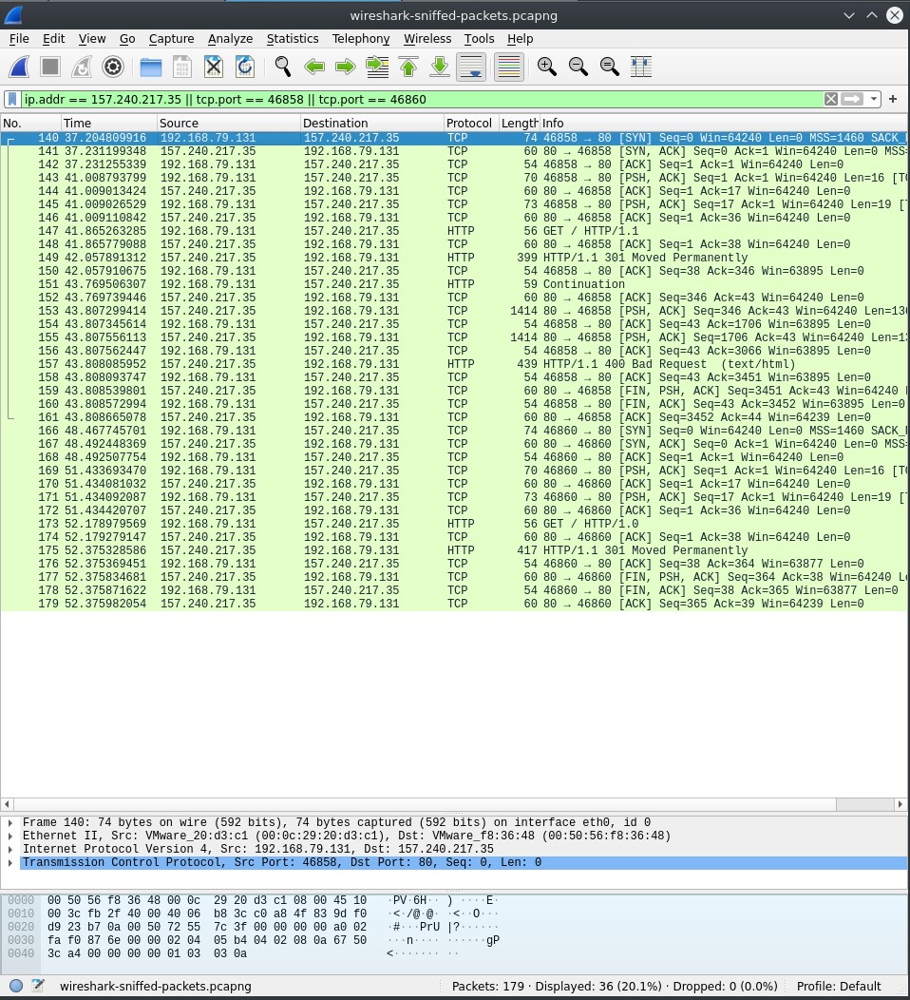 wireshark-sniffed-packets.pcapng
File Edit View Go Capture Analyze Statistics Telephony Wireless Tools Help
ip.addr == 157.240.217.35 || tcp.port == 46858 || tcp.port == 46860
No. Time Source Destination Protocol Length Info
140 37.204809916 192.168.79.131 157.240.217.35 TCP 74 46858 → 80 [SYN] Seq=0 Win=64240 Len=0 MSS=1460 SACK_
141 37.231199348 157.240.217.35 192.168.79.131 TCP 60 80 → 46858 [SYN, ACK] Seq=0 Ack=1 Win=64240 Len=0 MSS=
142 37.231255339 192.168.79.131 157.240.217.35 TCP 54 46858 → 80 [ACK] Seq=1 Ack=1 Win=64240 Len=0
143 41.008793799 192.168.79.131 157.240.217.35 TCP 70 46858 → 80 [PSH, ACK] Seq=1 Ack=1 Win=64240 Len=16 [T
144 41.009013424 157.240.217.35 192.168.79.131 TCP 60 80 → 46858 [ACK] Seq=1 Ack=17 Win=64240 Len=0
145 41.009026529 192.168.79.131 157.240.217.35 TCP 73 46858 → 80 [PSH, ACK] Seq=17 Ack=1 Win=64240 Len=19 [
146 41.009110842 157.240.217.35 192.168.79.131 TCP 60 80 → 46858 [ACK] Seq=1 Ack=36 Win=64240 Len=0
147 41.865263285 192.168.79.131 157.240.217.35 HTTP 56 GET / HTTP/1.1
148 41.865779088 157.240.217.35 192.168.79.131 TCP 60 80 → 46858 [ACK] Seq=1 Ack=38 Win=64240 Len=0
149 42.057891312 157.240.217.35 192.168.79.131 HTTP 399 HTTP/1.1 301 Moved Permanently
150 42.057910675 192.168.79.131 157.240.217.35 TCP 54 46858 → 80 [ACK] Seq=38 Ack=346 Win=63895 Len=0
151 43.769506307 192.168.79.131 157.240.217.35 HTTP 59 Continuation
152 43.769739446 157.240.217.35 192.168.79.131 TCP 60 80 → 46858 [ACK] Seq=346 Ack=43 Win=64240 Len=0
153 43.807299414 157.240.217.35 192.168.79.131 TCP 1414 80 → 46858 [PSH, ACK] Seq=346 Ack=43 Win=64240 Len=13
154 43.807345614 192.168.79.131 157.240.217.35 TCP 54 46858 → 80 [ACK] Seq=43 Ack=1706 Win=63895 Len=0
155 43.807556113 157.240.217.35 192.168.79.131 TCP 1414 80 → 46858 [PSH, ACK] Seq=1706 Ack=43 Win=64240 Len=1
156 43.807562447 192.168.79.131 157.240.217.35 TCP 54 46858 → 80 [ACK] Seq=43 Ack=3066 Win=63895 Len=0
157 43.808085952 157.240.217.35 192.168.79.131 HTTP 439 HTTP/1.1 400 Bad Request  (text/html)
158 43.808093747 192.168.79.131 157.240.217.35 TCP 54 46858 → 80 [ACK] Seq=43 Ack=3451 Win=63895 Len=0
159 43.808539801 157.240.217.35 192.168.79.131 TCP 60 80 → 46858 [FIN, PSH, ACK] Seq=3451 Ack=43 Win=64240
160 43.808572994 192.168.79.131 157.240.217.35 TCP 54 46858 → 80 [FIN, ACK] Seq=43 Ack=3452 Win=63895 Len=0
161 43.808665078 157.240.217.35 192.168.79.131 TCP 60 80 → 46858 [ACK] Seq=3452 Ack=44 Win=64239 Len=0
166 48.467745701 192.168.79.131 157.240.217.35 TCP 74 46860 → 80 [SYN] Seq=0 Win=64240 Len=0 MSS=1460 SACK_
167 48.492448369 157.240.217.35 192.168.79.131 TCP 60 80 → 46860 [SYN, ACK] Seq=0 Ack=1 Win=64240 Len=0 MSS=
168 48.492507754 192.168.79.131 157.240.217.35 TCP 54 46860 → 80 [ACK] Seq=1 Ack=1 Win=64240 Len=0
169 51.433693470 192.168.79.131 157.240.217.35 TCP 70 46860 → 80 [PSH, ACK] Seq=1 Ack=1 Win=64240 Len=16 [T
170 51.434081032 157.240.217.35 192.168.79.131 TCP 60 80 → 46860 [ACK] Seq=1 Ack=17 Win=64240 Len=0
171 51.434092087 192.168.79.131 157.240.217.35 TCP 73 46860 → 80 [PSH, ACK] Seq=17 Ack=1 Win=64240 Len=19 [
172 51.434420707 157.240.217.35 192.168.79.131 TCP 60 80 → 46860 [ACK] Seq=1 Ack=36 Win=64240 Len=0
173 52.178979569 192.168.79.131 157.240.217.35 HTTP 56 GET / HTTP/1.0
174 52.179279147 157.240.217.35 192.168.79.131 TCP 60 80 → 46860 [ACK] Seq=1 Ack=38 Win=64240 Len=0
175 52.375328586 157.240.217.35 192.168.79.131 HTTP 417 HTTP/1.1 301 Moved Permanently
176 52.375369451 192.168.79.131 157.240.217.35 TCP 54 46860 → 80 [ACK] Seq=38 Ack=364 Win=63877 Len=0
177 52.375834681 157.240.217.35 192.168.79.131 TCP 60 80 → 46860 [FIN, PSH, ACK] Seq=364 Ack=38 Win=64240 L
178 52.375871622 192.168.79.131 157.240.217.35 TCP 54 46860 → 80 [FIN, ACK] Seq=38 Ack=365 Win=63877 Len=0
179 52.375982054 157.240.217.35 192.168.79.131 TCP 60 80 → 46860 [ACK] Seq=365 Ack=39 Win=64239 Len=0
Frame 140: 74 bytes on wire (592 bits), 74 bytes captured (592 bits) on interface eth0, id 0
Ethernet II, Src: VMware_20:d3:c1 (00:0c:29:20:d3:c1), Dst: VMware_f8:36:48 (00:50:56:f8:36:48)
Internet Protocol Version 4, Src: 192.168.79.131, Dst: 157.240.217.35
Transmission Control Protocol, Src Port: 46858, Dst Port: 80, Seq: 0, Len: 0
0000 00 50 56 f8 36 48 00 0c 29 20 d3 c1 08 00 45 10 ·PV·6H·· ) ····E·
0010 00 3c fb 2f 40 00 40 06 b8 3c c0 a8 4f 83 9d f0 ·<·/@·@· ·<··O···
0020 d9 23 b7 0a 00 50 72 55 7c 3f 00 00 00 00 a0 02 ·#···PrU |?······
0030 fa f0 87 6e 00 00 02 04 05 b4 04 02 08 0a 67 50 ···n···· ······gP
0040 3c a4 00 00 00 00 01 03 03 0a <······· ··
wireshark-sniffed-packets.pcapng Packets: 179 · Displayed: 36 (20.1%) · Dropped: 0 (0.0%) Profile: Default